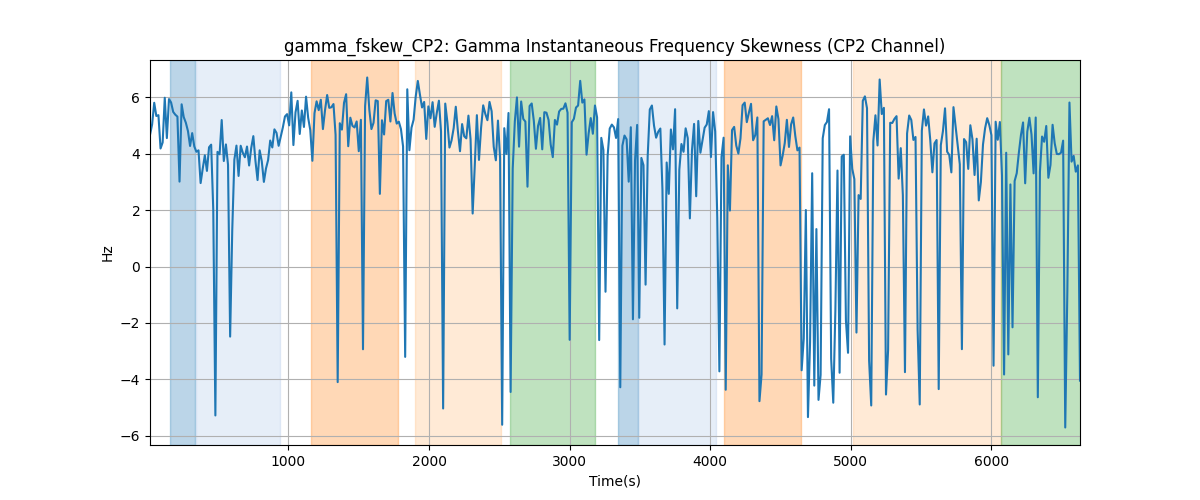 gamma_fskew_CP2: Gamma Instantaneous Frequency Skewness (CP2 Channel)
6
4
2
0
−2
−4
−6
Hz
1000 2000 3000 4000 5000 6000
Time(s)